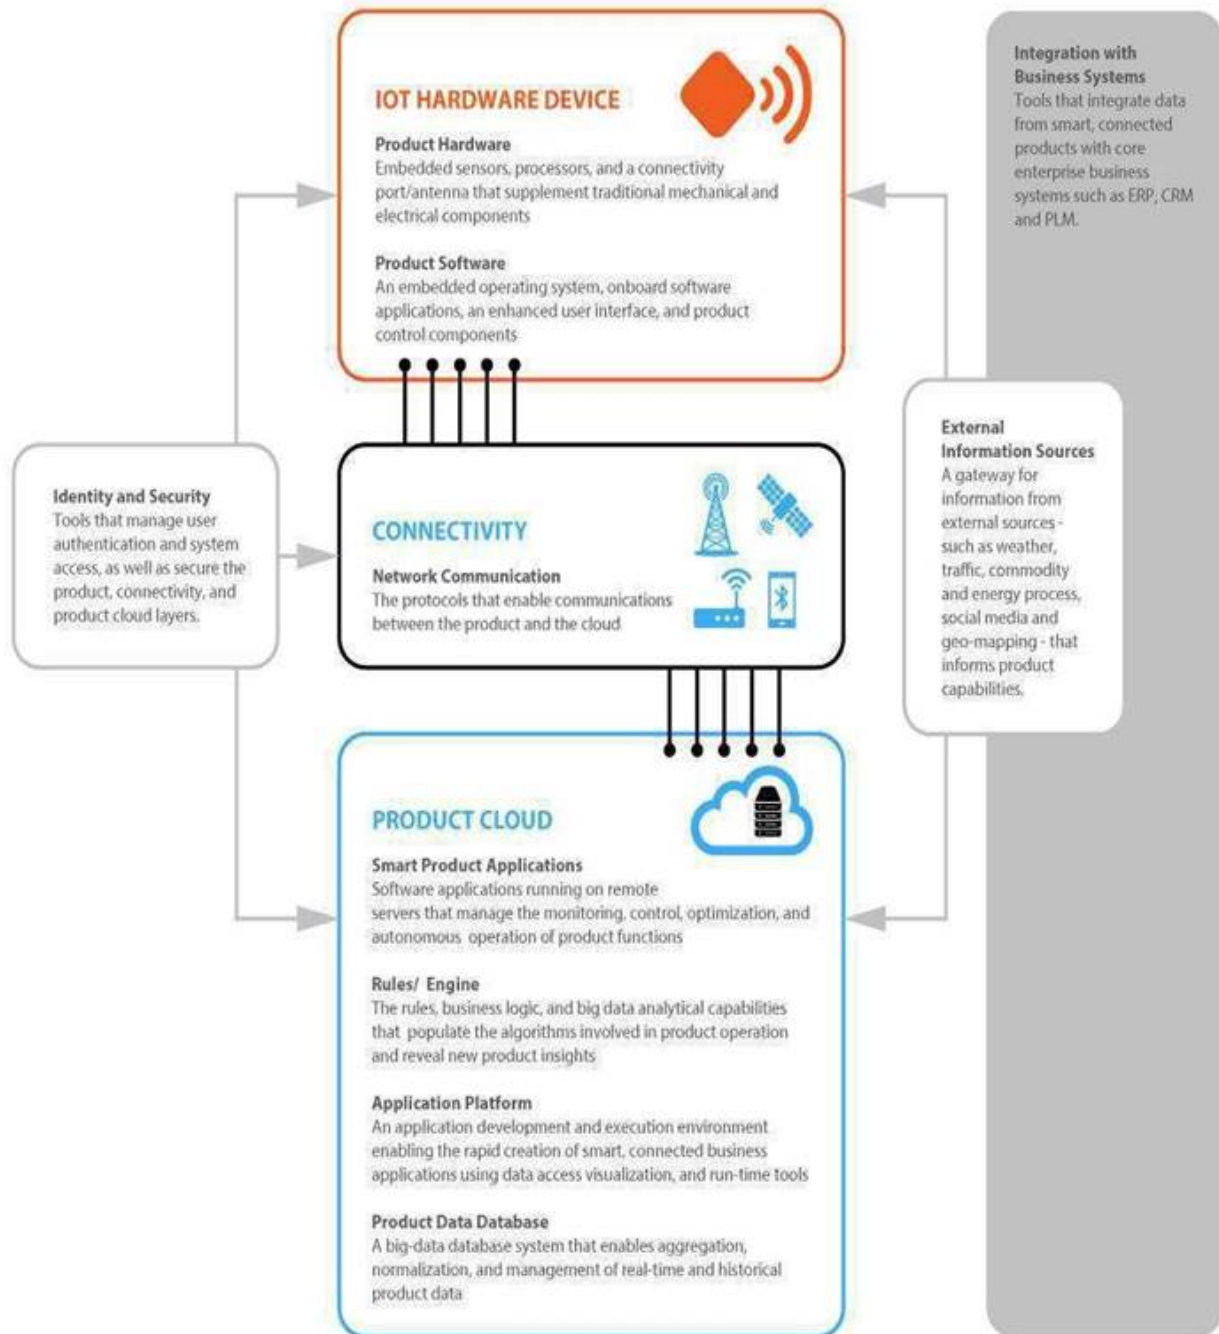 IOT HARDWARE DEVICE
Product Hardware
Embedded sensors, processors, and a connectivity
port/antenna that supplement traditional mechanical and
electrical components
Product Software
An embedded operating system, onboard software
applications, an enhanced user interface, and product
control components
Integration with
Business Systems
Tools that integrate data
from smart, connected
products with core
enterprise business
systems such as ERP, CRM
and PLM.
Identity and Security
Tools that manage user
authentication and system
access, as well as secure the
product, connectivity, and
product cloud layers.
CONNECTIVITY
Network Communication
The protocols that enable communications
between the product and the cloud
External
Information Sources
A gateway for
information from
external sources -
such as weather,
traffic, commodity
and energy process,
social media and
geo-mapping - that
informs product
capabilities.
PRODUCT CLOUD
Smart Product Applications
Software applications running on remote
servers that manage the monitoring, control, optimization, and
autonomous operation of product functions
Rules/ Engine
The rules, business logic, and big data analytical capabilities
that populate the algorithms involved in product operation
and reveal new product insights
Application Platform
An application development and execution environment
enabling the rapid creation of smart, connected business
applications using data access visualization, and run-time tools
Product Data Database
A big-data database system that enables aggregation,
normalization, and management of real-time and historical
product data